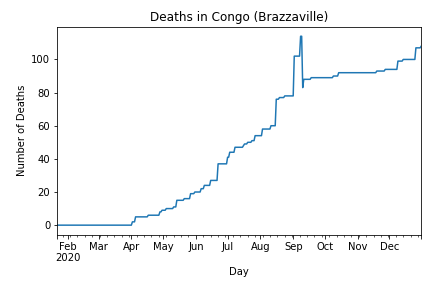 Deaths in Congo (Brazzaville)
Number of Deaths
100
80
60
40
20
0
Feb Mar Apr May Jun Jul Aug Sep Oct Nov Dec
2020
Day